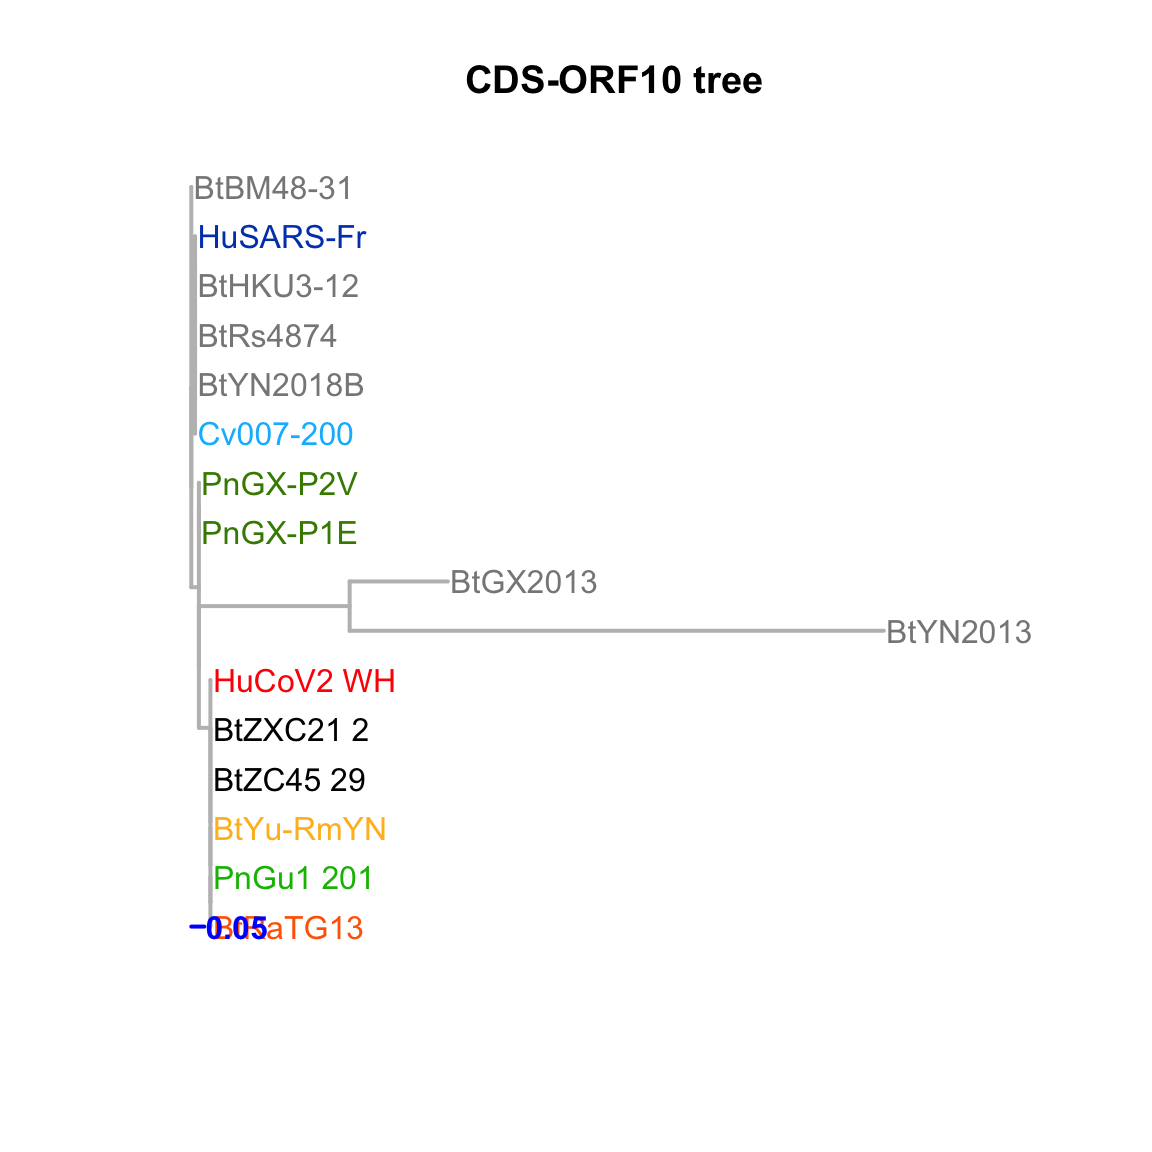 CDS-ORF10 tree
BtBM48-31
HuSARS-Fr
BtHKU3-12
BtRs4874
BtYN2018B
Cv007-200
PnGX-P2V
PnGX-P1E
BtGX2013
BtYN2013
HuCoV2 WH
BtZXC21 2
BtZC45 29
BtYu-RmYN
PnGu1 201
BtRaTG13
0.05